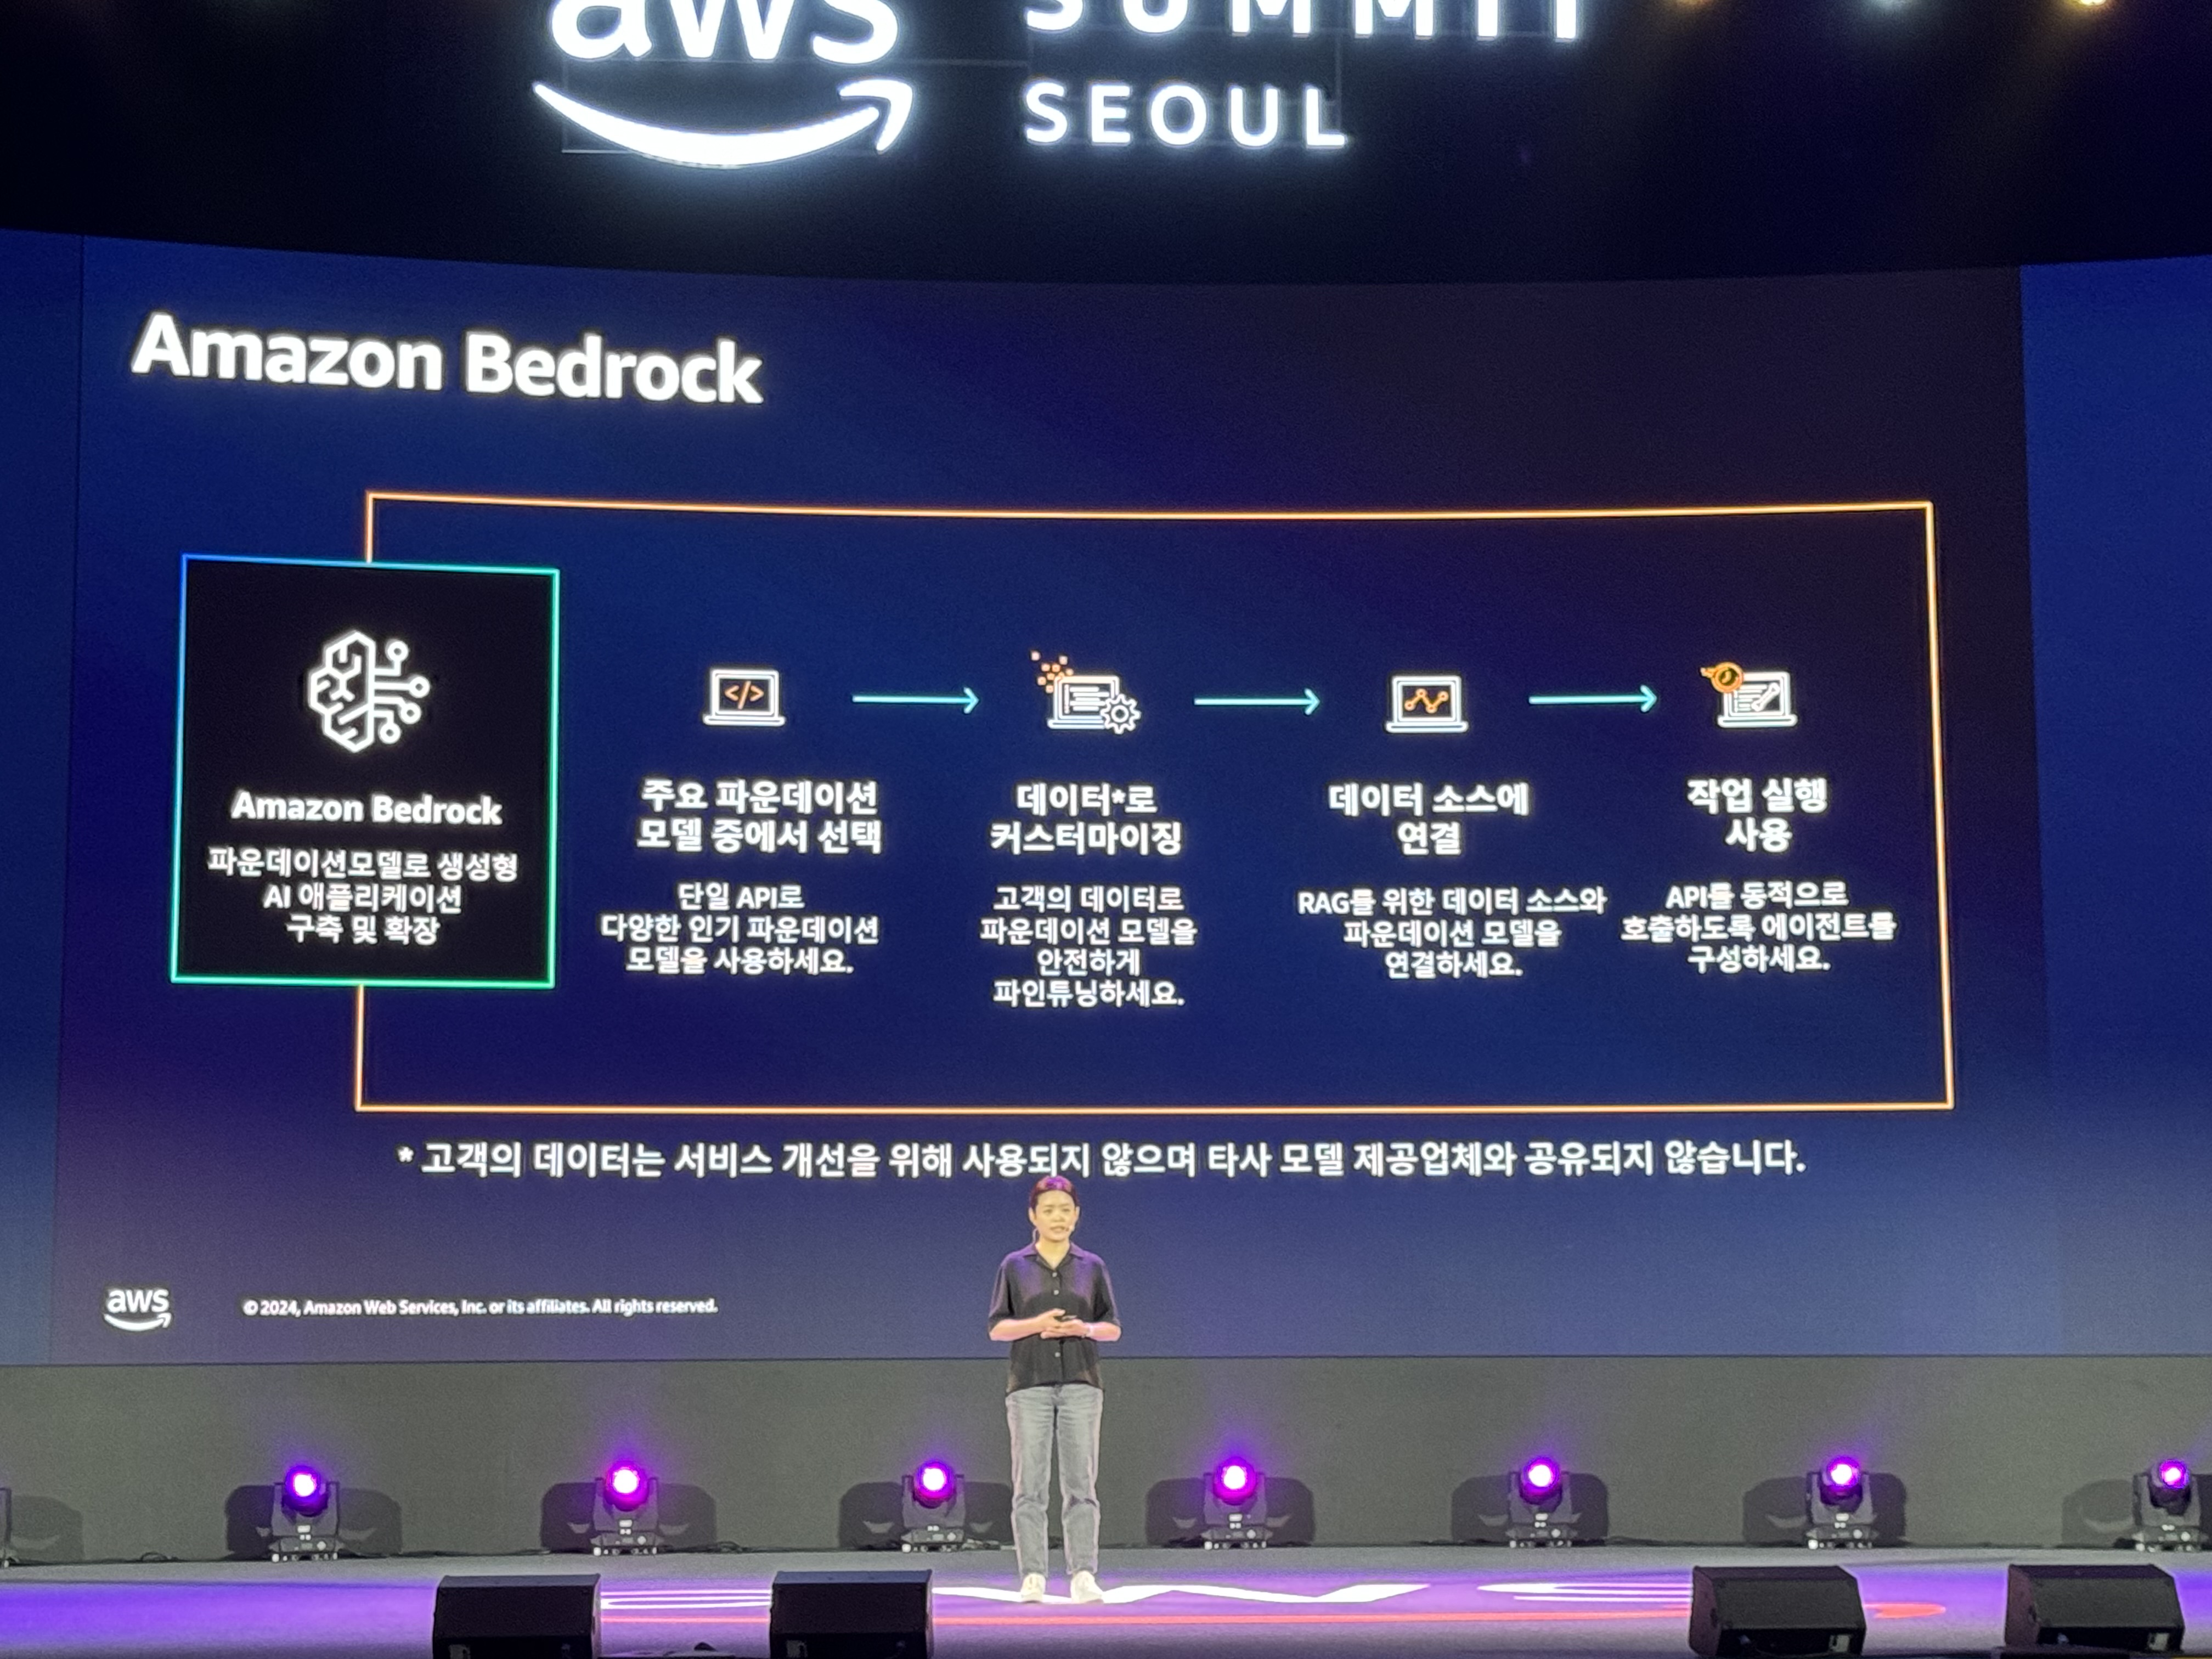 aws
SUMMIT
SEOUL
Amazon Bedrock
Amazon Bedrock
파운데이션모델로 생성형
AI 애플리케이션
구축 및 확장
</>
주요 파운데이션
모델 중에서 선택
단일 API로
다양한 인기 파운데이션
모델을 사용하세요.
데이터*로
커스터마이징
고객의 데이터로
파운데이션 모델을
안전하게
파인튜닝하세요.
데이터 소스에
연결
RAG를 위한 데이터 소스와
파운데이션 모델을
연결하세요.
작업 실행
사용
API를 동적으로
호출하도록 에이전트를
구성하세요.
* 고객의 데이터는 서비스 개선을 위해 사용되지 않으며 타사 모델 제공업체와 공유되지 않습니다.
aws
© 2024, Amazon Web Services, Inc. or its affiliates. All rights reserved.